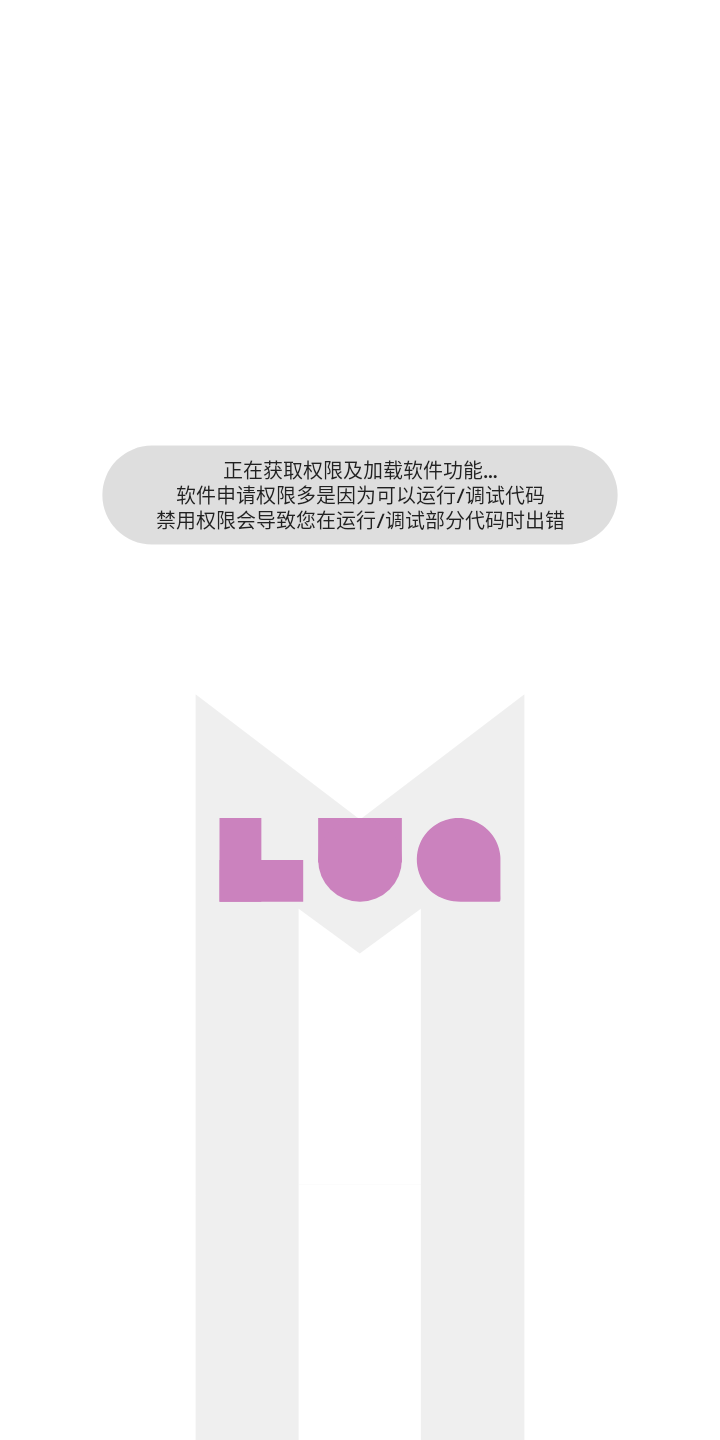 正在获取权限及加载软件功能...
软件申请权限多是因为可以运行/调试代码
禁用权限会导致您在运行/调试部分代码时出错
LUA